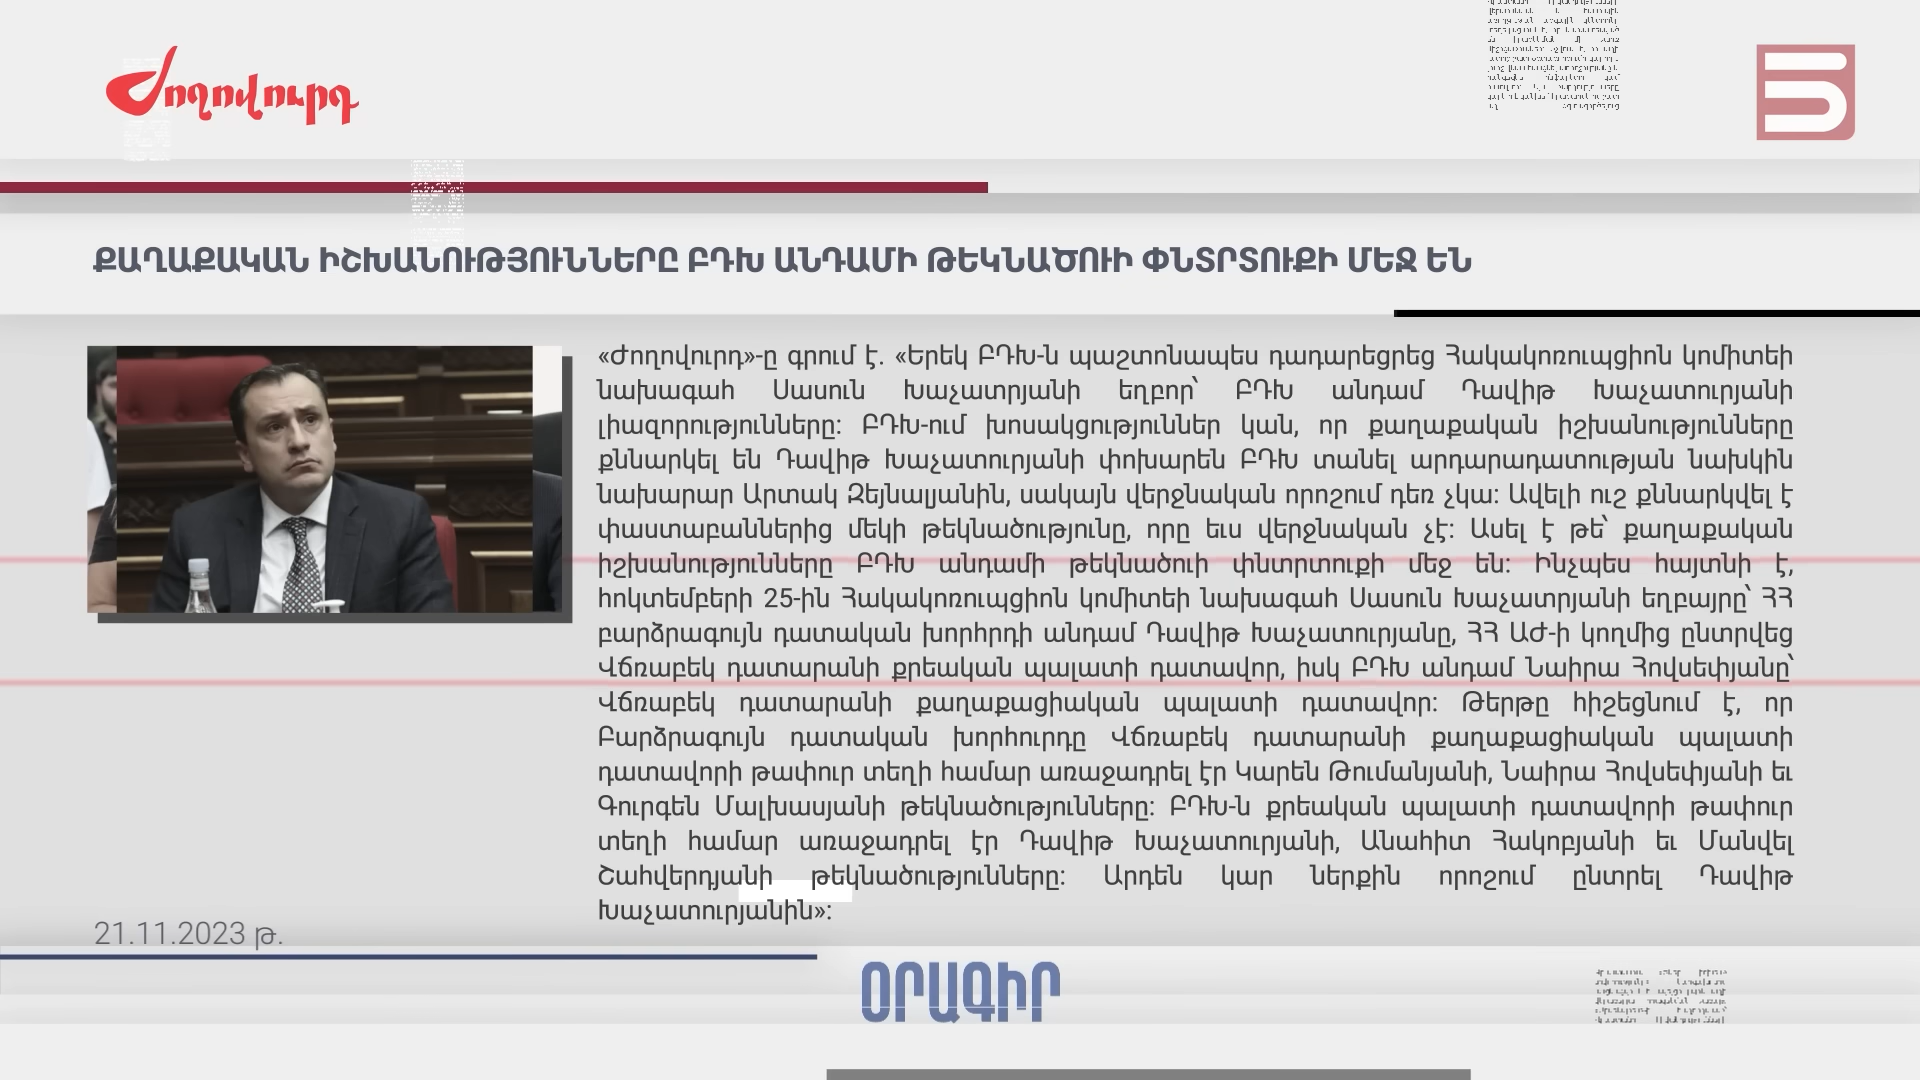 Ժողովուրդ
5
ՔԱՂԱՔԱԿԱՆ ԻՇԽԱՆՈՒԹՅՈՒՆՆԵՐԸ ԲԴԽ ԱՆԴԱՄԻ ԹԵԿՆԱԾՈՒԻ ՓՆՏՐՏՈՒՔԻ ՄԵՋ ԵՆ
«Ժողովուրդ»-ը գրում է. «Երեկ ԲԴԽ-ն պաշտոնապես դադարեցրեց Հակակոռուպցիոն կոմիտեի
նախագահ Սասուն Խաչատրյանի եղբոր՝ ԲԴԽ անդամ Դավիթ Խաչատուրյանի
լիազորությունները։ ԲԴԽ-ում խոսակցություններ կան, որ քաղաքական իշխանությունները
քննարկել են Դավիթ Խաչատուրյանի փոխարեն ԲԴԽ տանել արդարադատության նախկին
նախարար Արտակ Զեյնալյանին, սակայն վերջնական որոշում դեռ չկա։ Ավելի ուշ քննարկվել է
փաստաբաններից մեկի թեկնածությունը, որը եւս վերջնական չէ։ Ասել է թե՝ քաղաքական
իշխանությունները ԲԴԽ անդամի թեկնածուի փնտրտուքի մեջ են։ Ինչպես հայտնի է,
հոկտեմբերի 25-ին Հակակոռուպցիոն կոմիտեի նախագահ Սասուն Խաչատրյանի եղբայրը՝ ՀՀ
բարձրագույն դատական խորհրդի անդամ Դավիթ Խաչատուրյանը, ՀՀ ԱԺ-ի կողմից ընտրվեց
Վճռաբեկ դատարանի քրեական պալատի դատավոր, իսկ ԲԴԽ անդամ Նաիրա Հովսեփյանը՝
Վճռաբեկ դատարանի քաղաքացիական պալատի դատավոր։ Թերթը հիշեցնում է, որ
Բարձրագույն դատական խորհուրդը Վճռաբեկ դատարանի քաղաքացիական պալատի
դատավորի թափուր տեղի համար առաջադրել էր Կարեն Թումանյանի, Նաիրա Հովսեփյանի եւ
Գուրգեն Մալխասյանի թեկնածությունները։ ԲԴԽ-ն քրեական պալատի դատավորի թափուր
տեղի համար առաջադրել էր Դավիթ Խաչատուրյանի, Անահիտ Հակոբյանի եւ Մանվել
Շահվերդյանի թեկնածությունները։ Արդեն կար ներքին որոշում ընտրել Դավիթ
Խաչատուրյանին»։
21.11.2023 թ.
ՕՐԱԳԻՐ